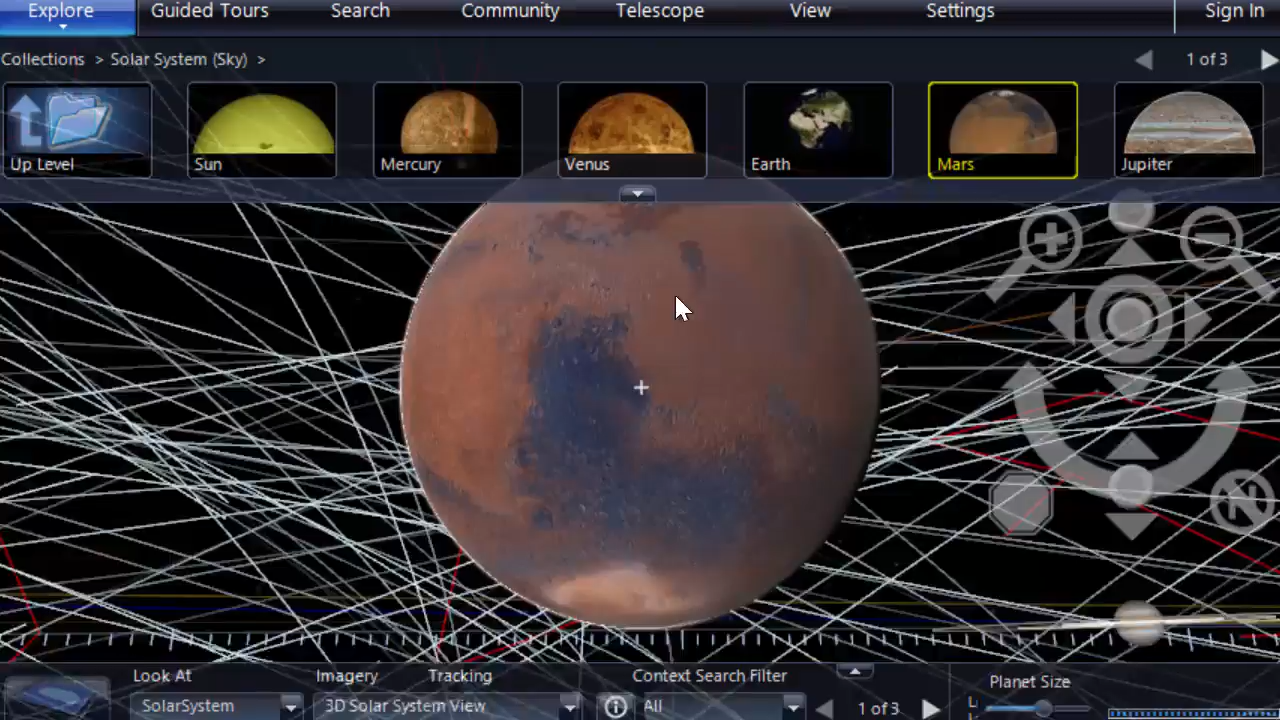 Explore Guided Tours Search Community Telescope View Settings Sign In
Collections > Solar System (Sky) > 1 of 3
Up Level Sun Mercury Venus Earth Mars Jupiter
N
Look At Imagery Tracking Context Search Filter Planet Size
SolarSystem 3D Solar System View All 1 of 3